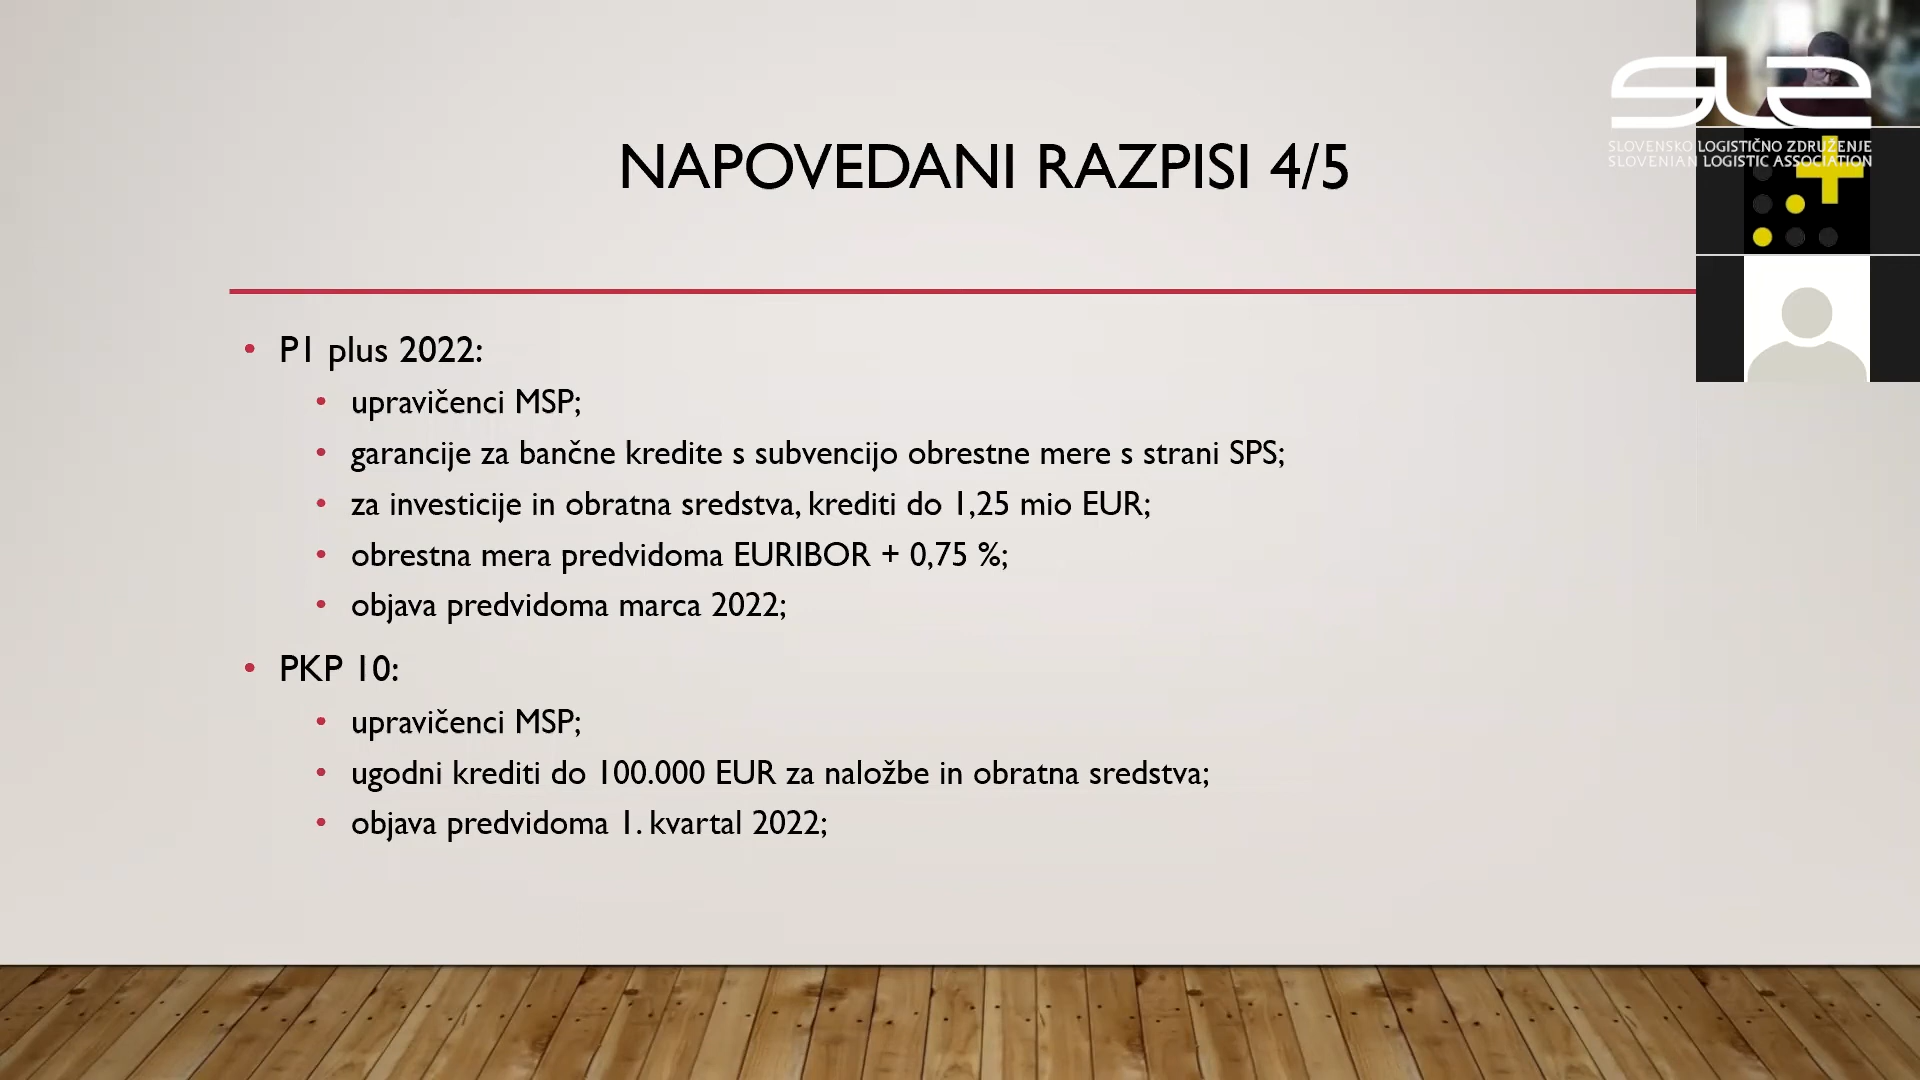 NAPOVEDANI RAZPISI 4/5
SLOVENSKO LOGISTIČNO ZDRUŽENJE
SLOVENIAN LOGISTIC ASSOCIATION
• P1 plus 2022:
• upravičenci MSP;
• garancije za bančne kredite s subvencijo obrestne mere s strani SPS;
• za investicije in obratna sredstva, krediti do 1,25 mio EUR;
• obrestna mera predvidoma EURIBOR + 0,75 %;
• objava predvidoma marca 2022;
• PKP 10:
• upravičenci MSP;
• ugodni krediti do 100.000 EUR za naložbe in obratna sredstva;
• objava predvidoma 1. kvartal 2022;